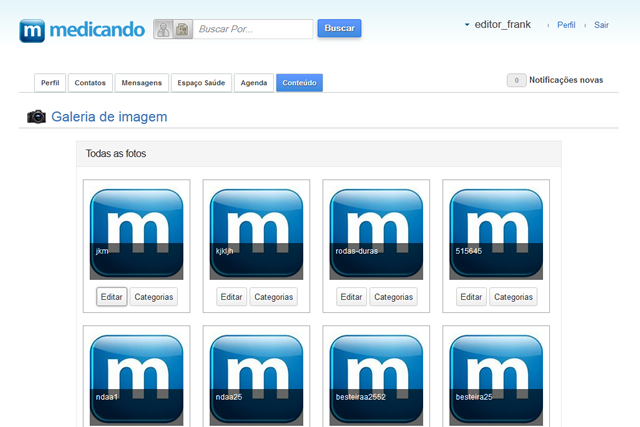 m medicando
Buscar Por...
Buscar
editor_frank
Perfil
Sair
Perfil
Contatos
Mensagens
Espaço Saúde
Agenda
Conteúdo
0 Notificações novas
Galeria de imagem
Todas as fotos
m m m m
jkm
kjkljh
rodas-duras
515645
Editar Categorias
Editar Categorias
Editar Categorias
Editar Categorias
m m m m
ndaa1
ndaa25
besteiraa2552
besteira25